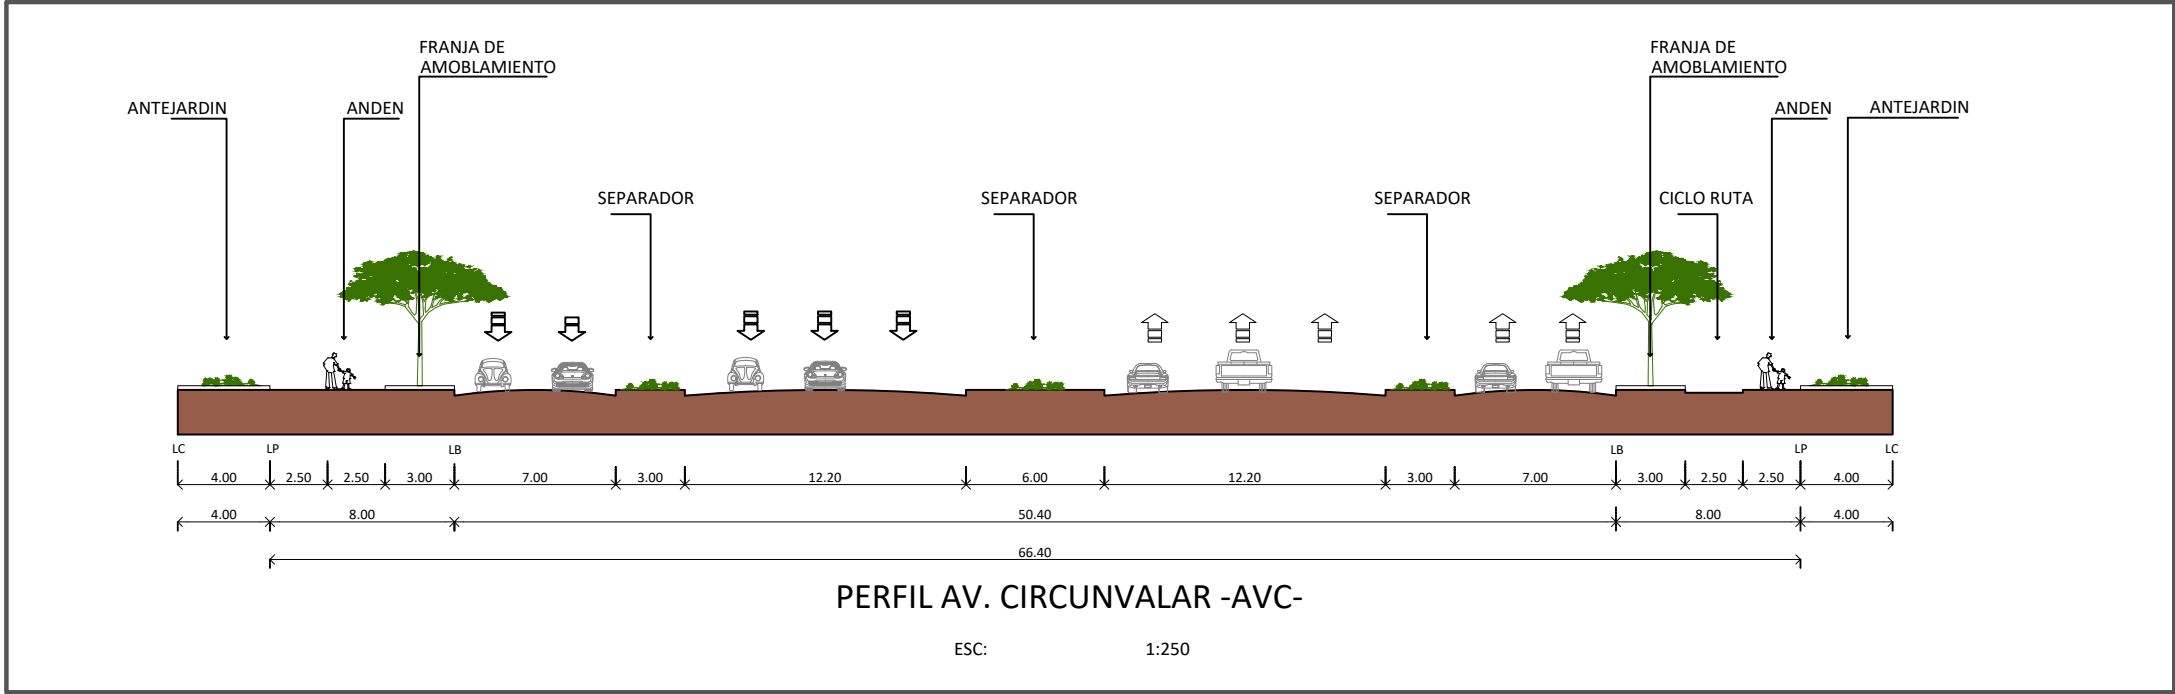 FRANJA DE
AMOBLAMIENTO
FRANJA DE
AMOBLAMIENTO
ANTEJARDIN
ANDEN
ANDEN
ANTEJARDIN
SEPARADOR
SEPARADOR
SEPARADOR
CICLO RUTA
LC LP LB LB LP LC
4.00 2.50 2.50 3.00 7.00 3.00 12.20 6.00 12.20 3.00 7.00 3.00 2.50 2.50 4.00
4.00 8.00 50.40 8.00 4.00
66.40
PERFIL AV. CIRCUNVALAR -AVC-
ESC: 1:250